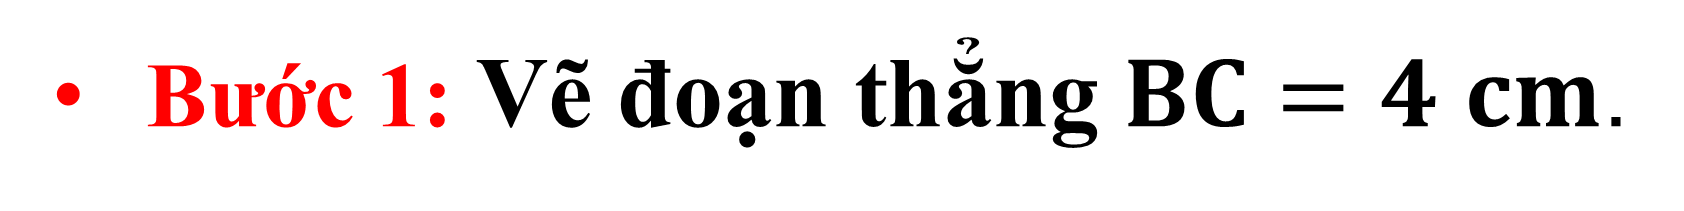 • Bước 1: Vẽ đoạn thẳng BC = 4 cm.